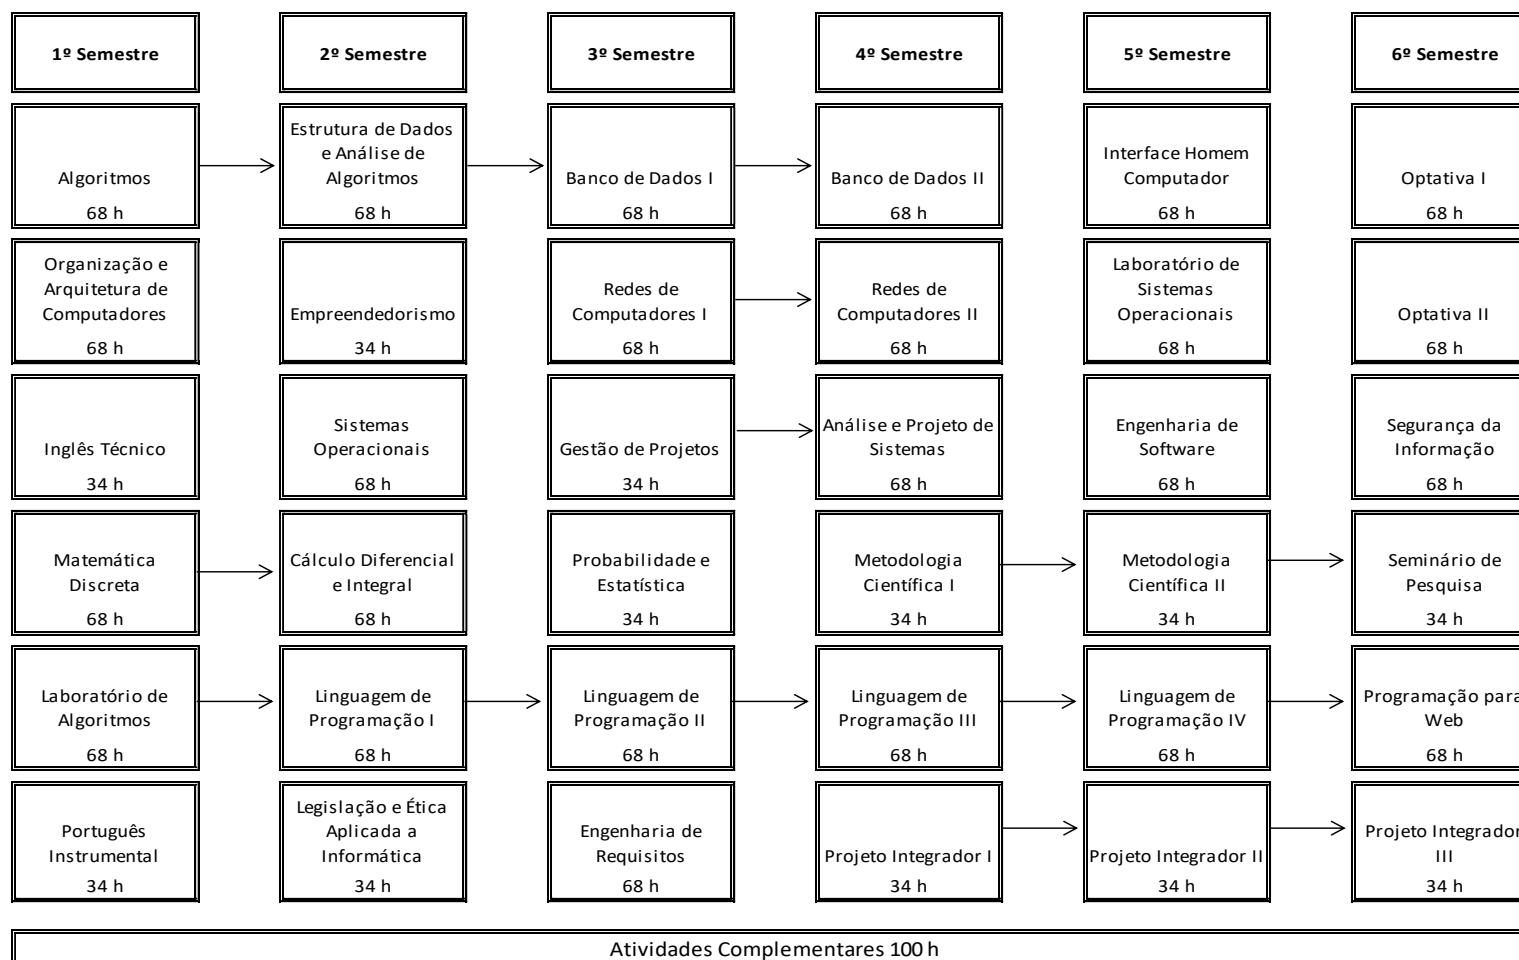 1º Semestre
2º Semestre
3º Semestre
4º Semestre
5º Semestre
6º Semestre
Algoritmos
68 h
Estrutura de Dados
e Análise de
Algoritmos
68 h
Banco de Dados I
68 h
Banco de Dados II
68 h
Interface Homem
Computador
68 h
Optativa I
68 h
Organização e
Arquitetura de
Computadores
68 h
Empreendedorismo
34 h
Redes de
Computadores I
68 h
Redes de
Computadores II
68 h
Laboratório de
Sistemas
Operacionais
68 h
Optativa II
68 h
Inglês Técnico
34 h
Sistemas
Operacionais
68 h
Gestão de Projetos
34 h
Análise e Projeto de
Sistemas
68 h
Engenharia de
Software
68 h
Segurança da
Informação
68 h
Matemática
Discreta
68 h
Cálculo Diferencial
e Integral
68 h
Probabilidade e
Estatística
34 h
Metodologia
Científica I
34 h
Metodologia
Científica II
34 h
Seminário de
Pesquisa
34 h
Laboratório de
Algoritmos
68 h
Linguagem de
Programação I
68 h
Linguagem de
Programação II
68 h
Linguagem de
Programação III
68 h
Linguagem de
Programação IV
68 h
Programação para
Web
68 h
Português
Instrumental
34 h
Legislação e Ética
Aplicada a
Informática
34 h
Engenharia de
Requisitos
68 h
Projeto Integrador I
34 h
Projeto Integrador II
34 h
Projeto Integrador
III
34 h
Atividades Complementares 100 h